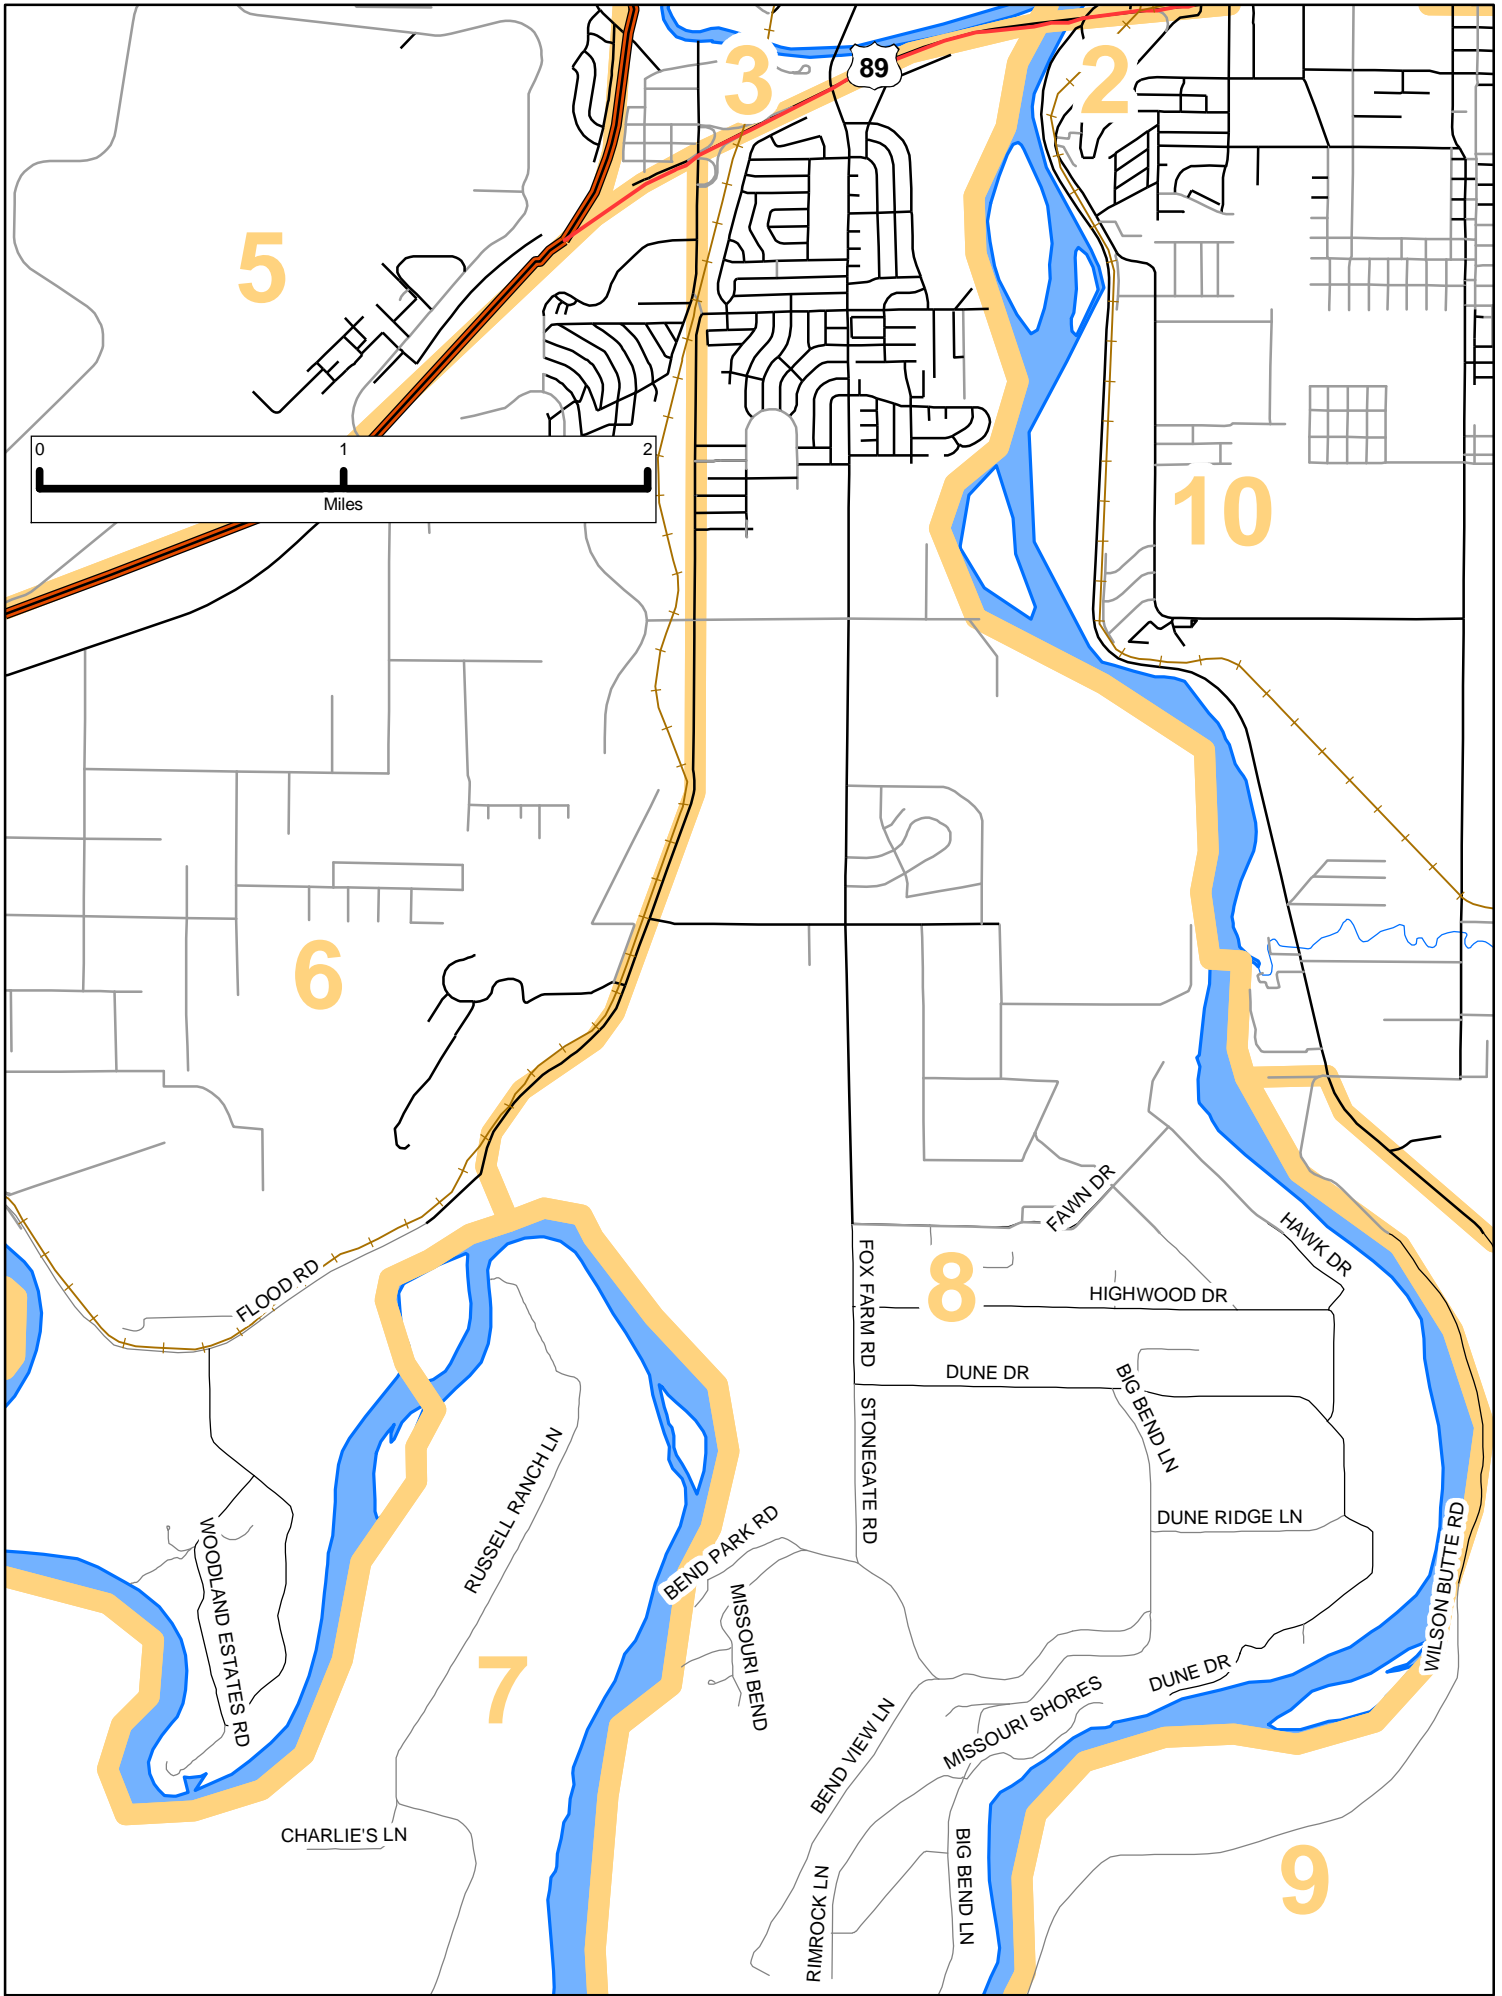 3
89
2
5
0 1 2
Miles
10
6
FAWN DR
HAWK DR
FLOOD RD
FOX FARM RD
8
HIGHWOOD DR
DUNE DR
BIG BEND LN
STONEGATE RD
RUSSELL RANCH LN
DUNE RIDGE LN
WILSON BUTTE RD
BEND PARK RD
WOODLAND ESTATES RD
MISSOURI BEND
7
DUNE DR
MISSOURI SHORES
BEND VIEW LN
CHARLIE'S LN
BIG BEND LN
RIMROCK LN
9